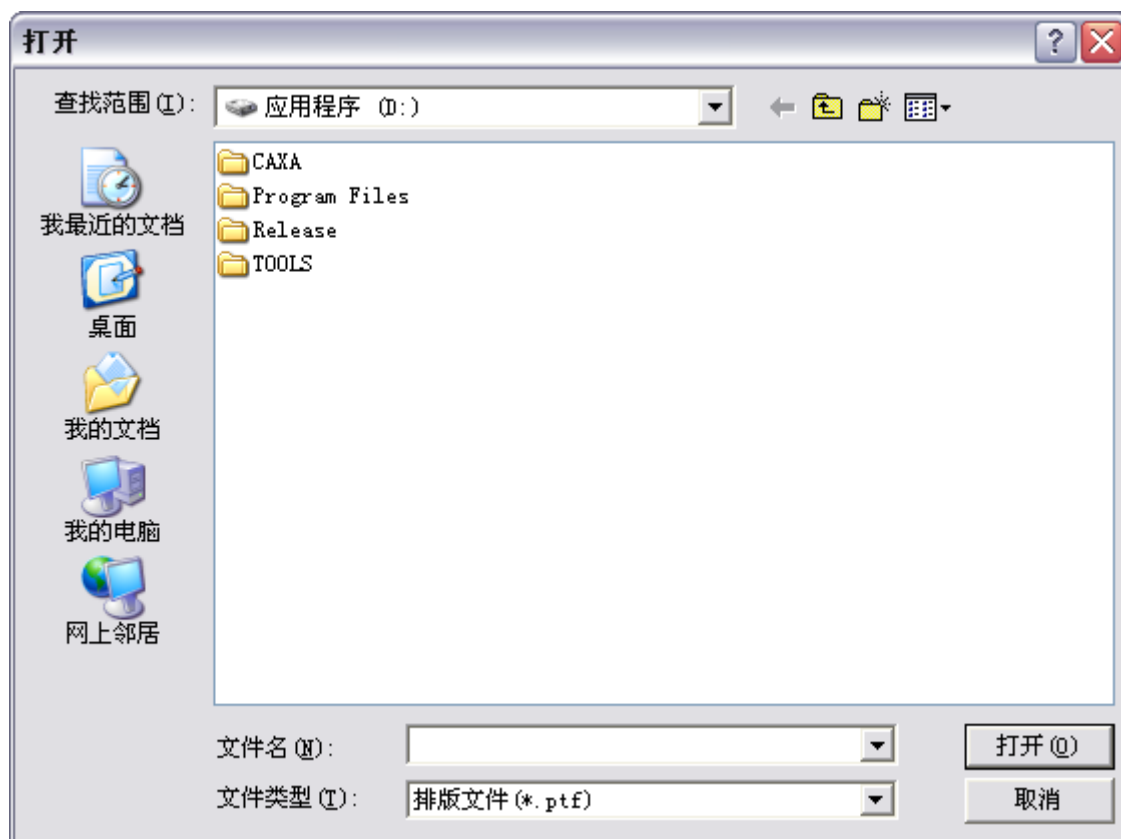 打开
查找范围(I):
应用程序 (D:)
CAXA
Program Files
Release
TOOLS
我最近的文档
桌面
我的文档
我的电脑
网上邻居
文件名(N):
打开(O)
文件类型(T):
排版文件(*.ptf)
取消